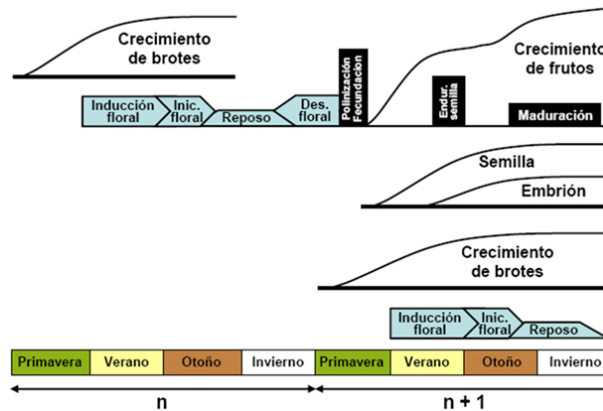 Crecimiento
de brotes
Crecimiento
de frutos
Polinización
Fecundacion
Endur.
semilla
Maduración
Inducción
floral
Inic.
floral
Reposo
Des.
floral
Semilla
Embrión
Crecimiento
de brotes
Inducción
floral
Inic.
floral
Reposo
Primavera
Verano
Otoño
Invierno
Primavera
Verano
Otoño
Invierno
n
n + 1